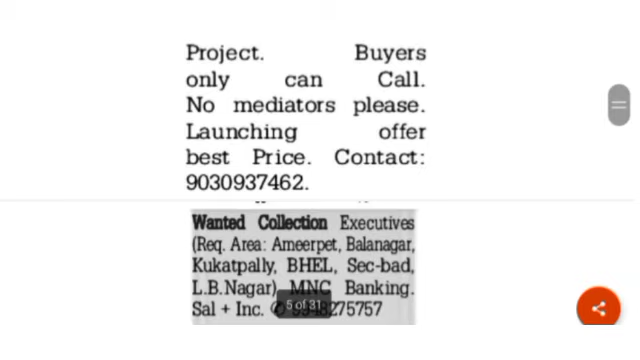 Project. Buyers
only can Call.
No mediators please.
Launching offer
best Price. Contact:
9030937462.
Wanted Collection Executives
(Req. Area: Ameerpet, Balanagar,
Kukatpally, BHEL, Sec-bad,
L.B.Nagar) MNC Banking.
Sal + Inc.
5 of 31